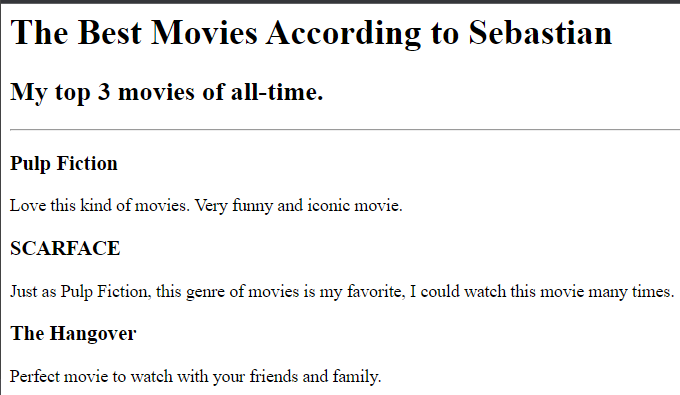 The Best Movies According to Sebastian
My top 3 movies of all-time.
Pulp Fiction
Love this kind of movies. Very funny and iconic movie.
SCARFACE
Just as Pulp Fiction, this genre of movies is my favorite, I could watch this movie many times.
The Hangover
Perfect movie to watch with your friends and family.